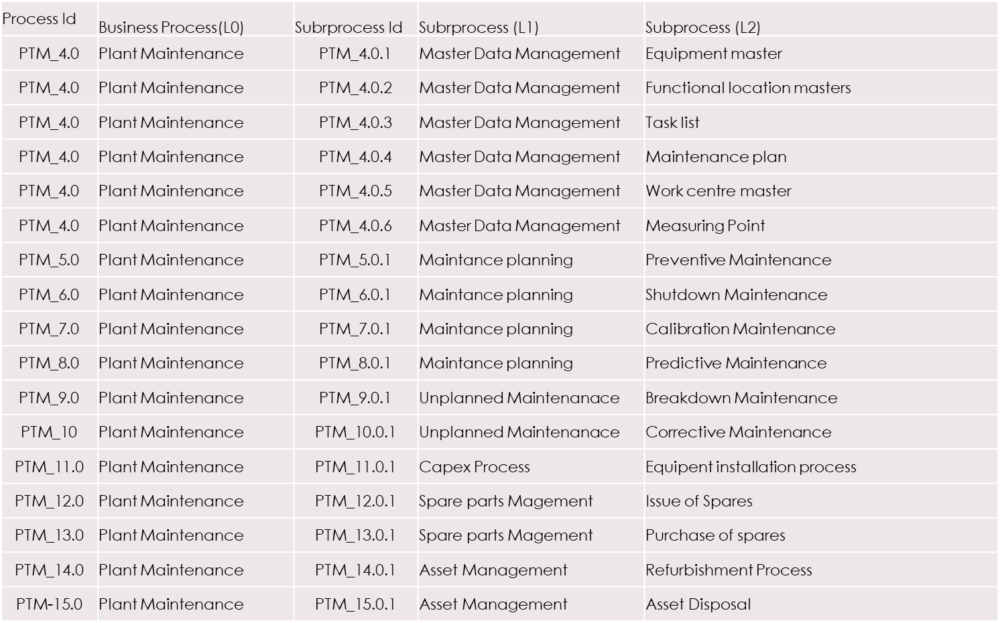 Process Id Business Process(L0) Subrprocess Id Subrprocess (L1) Subprocess (L2)
PTM_4.0 Plant Maintenance PTM_4.0.1 Master Data Management Equipment master
PTM_4.0 Plant Maintenance PTM_4.0.2 Master Data Management Functional location masters
PTM_4.0 Plant Maintenance PTM_4.0.3 Master Data Management Task list
PTM_4.0 Plant Maintenance PTM_4.0.4 Master Data Management Maintenance plan
PTM_4.0 Plant Maintenance PTM_4.0.5 Master Data Management Work centre master
PTM_4.0 Plant Maintenance PTM_4.0.6 Master Data Management Measuring Point
PTM_5.0 Plant Maintenance PTM_5.0.1 Maintance planning Preventive Maintenance
PTM_6.0 Plant Maintenance PTM_6.0.1 Maintance planning Shutdown Maintenance
PTM_7.0 Plant Maintenance PTM_7.0.1 Maintance planning Calibration Maintenance
PTM_8.0 Plant Maintenance PTM_8.0.1 Maintance planning Predictive Maintenance
PTM_9.0 Plant Maintenance PTM_9.0.1 Unplanned Maintenanace Breakdown Maintenance
PTM_10 Plant Maintenance PTM_10.0.1 Unplanned Maintenanace Corrective Maintenance
PTM_11.0 Plant Maintenance PTM_11.0.1 Capex Process Equipent installation process
PTM_12.0 Plant Maintenance PTM_12.0.1 Spare parts Magement Issue of Spares
PTM_13.0 Plant Maintenance PTM_13.0.1 Spare parts Magement Purchase of spares
PTM_14.0 Plant Maintenance PTM_14.0.1 Asset Management Refurbishment Process
PTM-15.0 Plant Maintenance PTM_15.0.1 Asset Management Asset Disposal